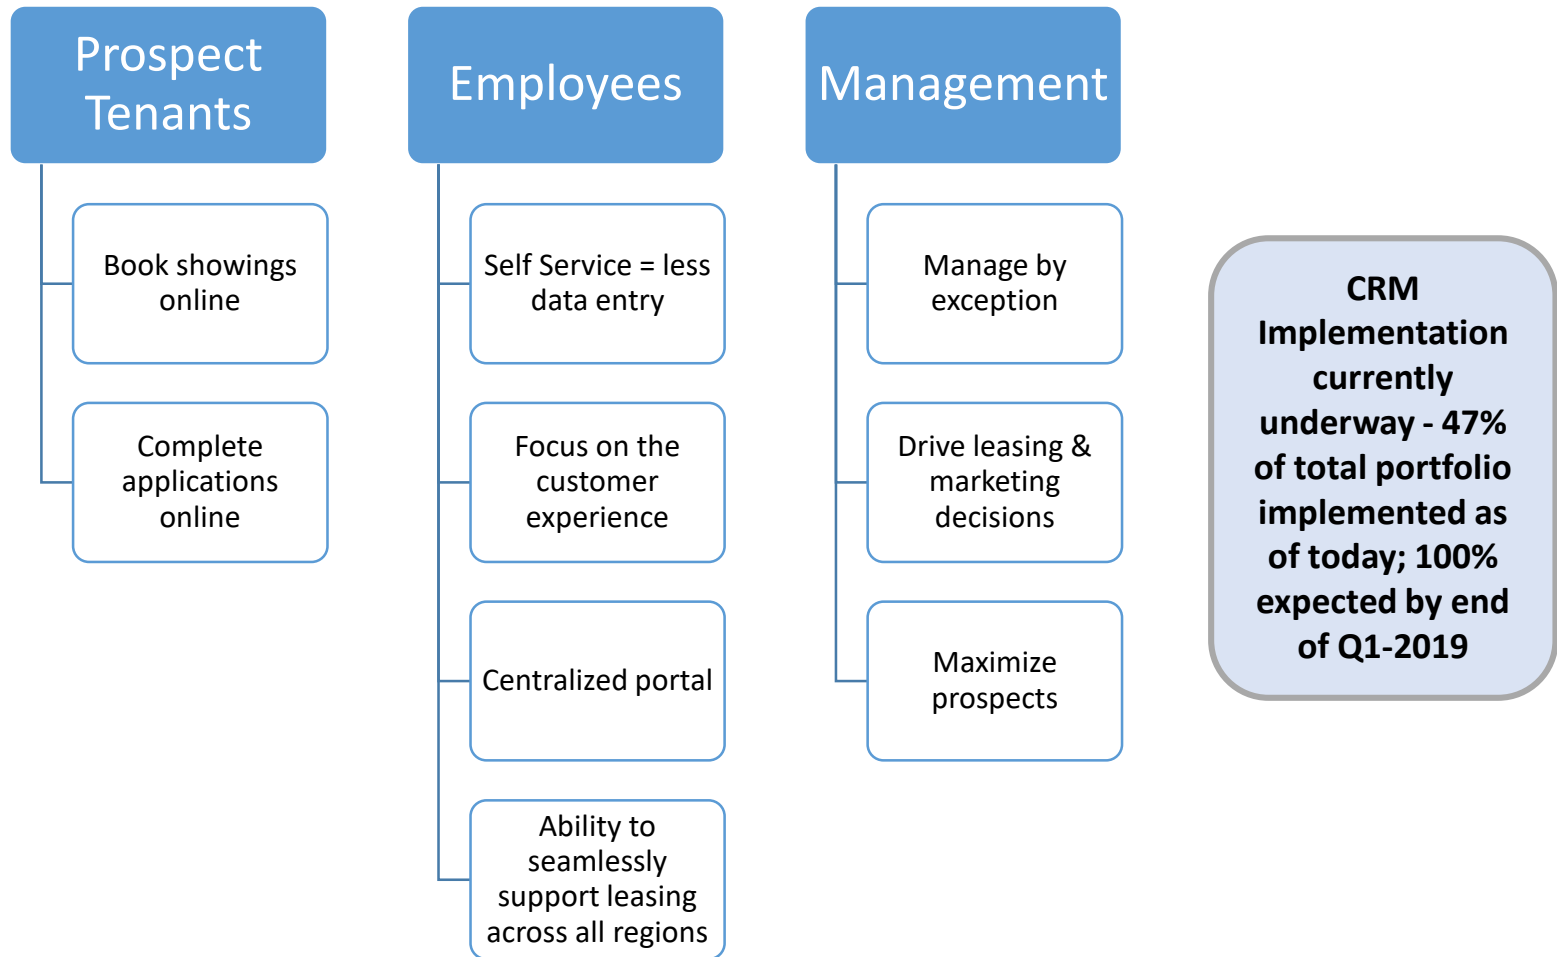 Prospect
Tenants
Book showings
online
Complete
applications
online
Employees
Self Service = less
data entry
Focus on the
customer
experience
Centralized portal
Ability to
seamlessly
support leasing
across all regions
Management
Manage by
exception
Drive leasing &
marketing
decisions
Maximize
prospects
CRM
Implementation
currently
underway - 47%
of total portfolio
implemented as
of today; 100%
expected by end
of Q1-2019